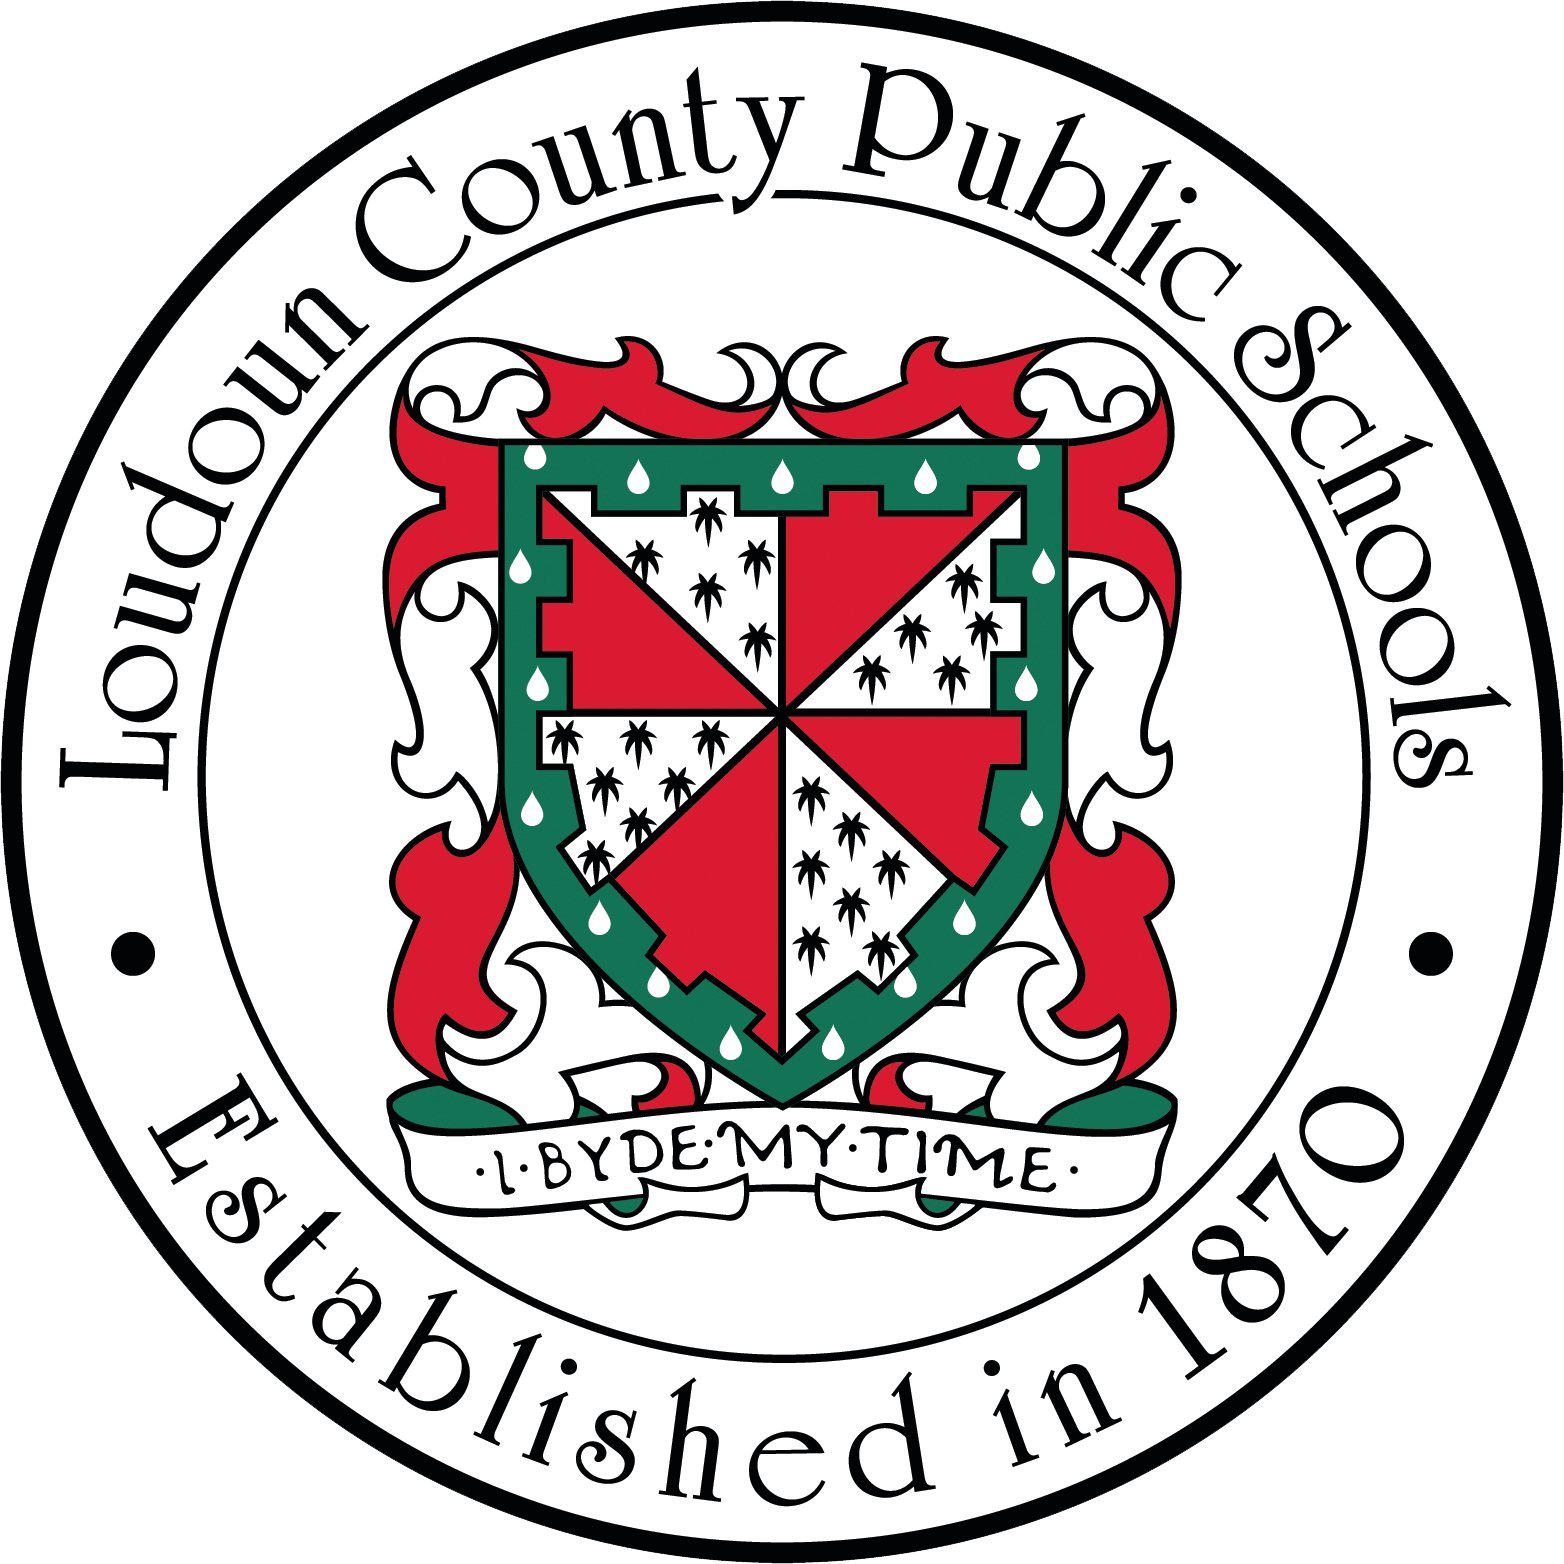 Loudoun County Public Schools
·I·BYDE·MY·TIME·
Established in 1870